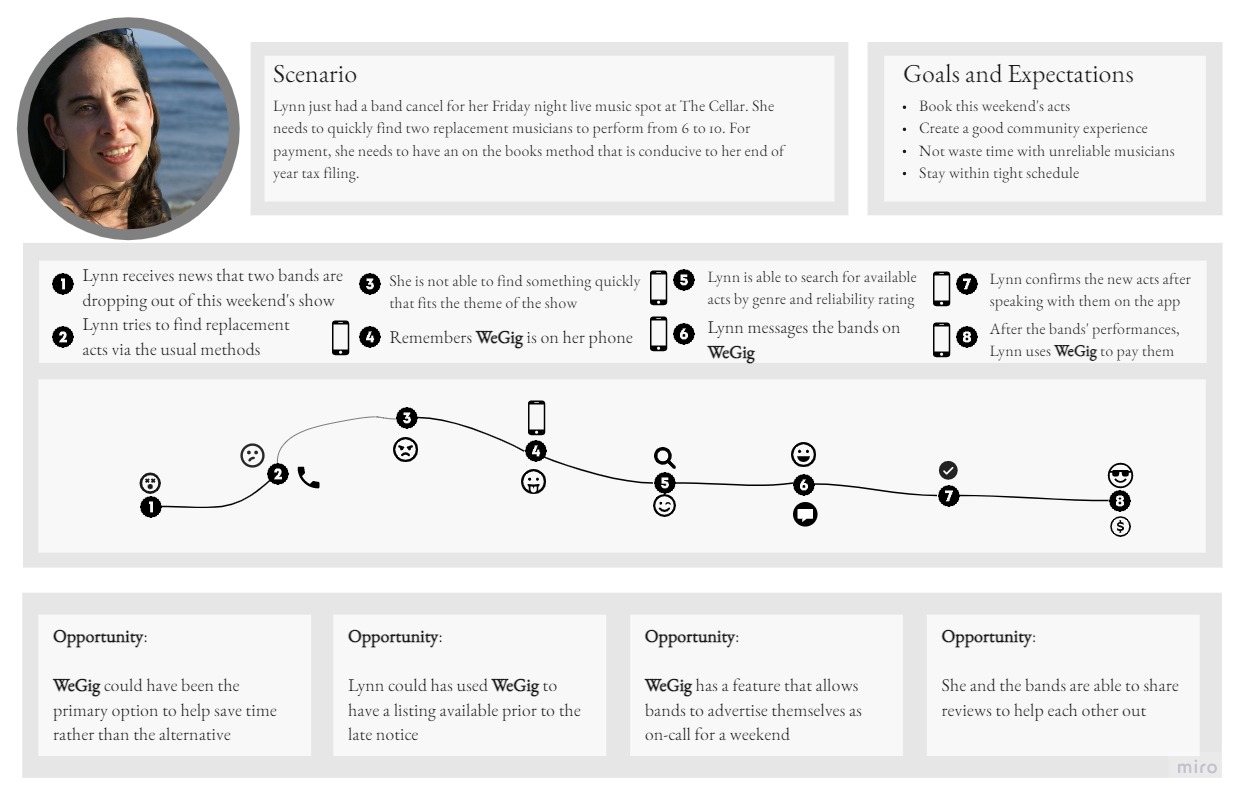 Scenario
Lynn just had a band cancel for her Friday night live music spot at The Cellar. She
needs to quickly find two replacement musicians to perform from 6 to 10. For
payment, she needs to have an on the books method that is conducive to her end of
year tax filing.
Goals and Expectations
• Book this weekend's acts
• Create a good community experience
• Not waste time with unreliable musicians
• Stay within tight schedule
1 Lynn receives news that two bands are
dropping out of this weekend's show
2 Lynn tries to find replacement
acts via the usual methods
3 She is not able to find something quickly
that fits the theme of the show
4 Remembers WeGig is on her phone
5 Lynn is able to search for available
acts by genre and reliability rating
6 Lynn messages the bands on
WeGig
7 Lynn confirms the new acts after
speaking with them on the app
8 After the bands' performances,
Lynn uses WeGig to pay them
1
2
3
4
5
6
7
8
$
Opportunity:
WeGig could have been the
primary option to help save time
rather than the alternative
Opportunity:
Lynn could has used WeGig to
have a listing available prior to the
late notice
Opportunity:
WeGig has a feature that allows
bands to advertise themselves as
on-call for a weekend
Opportunity:
She and the bands are able to share
reviews to help each other out
miro